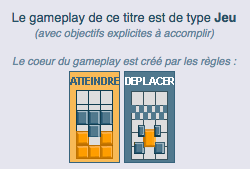 Le gameplay de ce titre est de type Jeu
(avec objectifs explicites à accomplir)
Le coeur du gameplay est créé par les règles :
ATTEINDRE DEPLACER